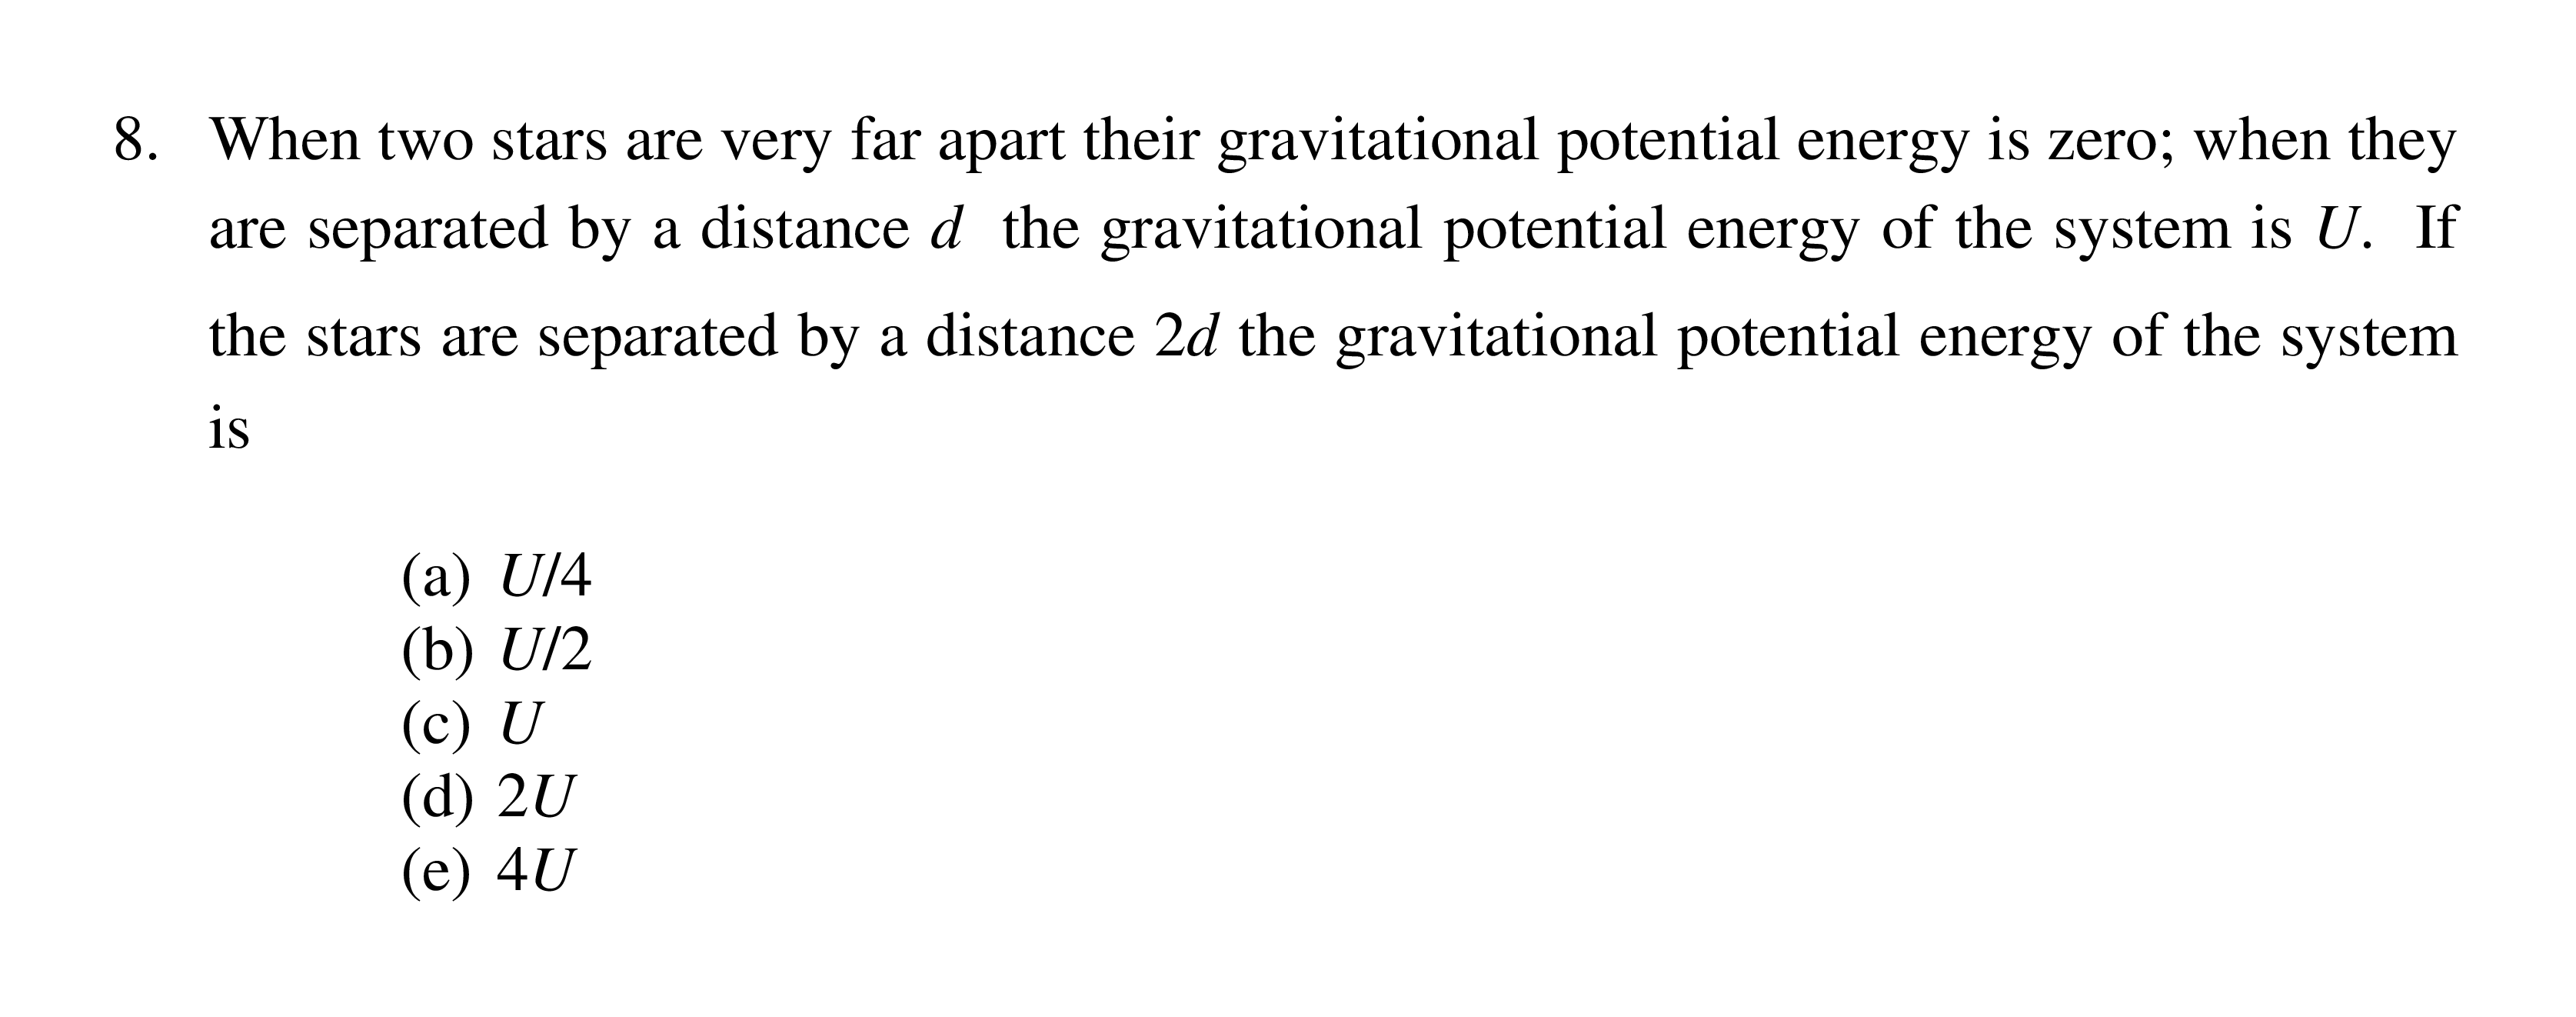 8. When two stars are very far apart their gravitational potential energy is zero; when they
are separated by a distance d the gravitational potential energy of the system is U. If
the stars are separated by a distance 2d the gravitational potential energy of the system
is
(a) U/4
(b) U/2
(c) U
(d) 2U
(e) 4U